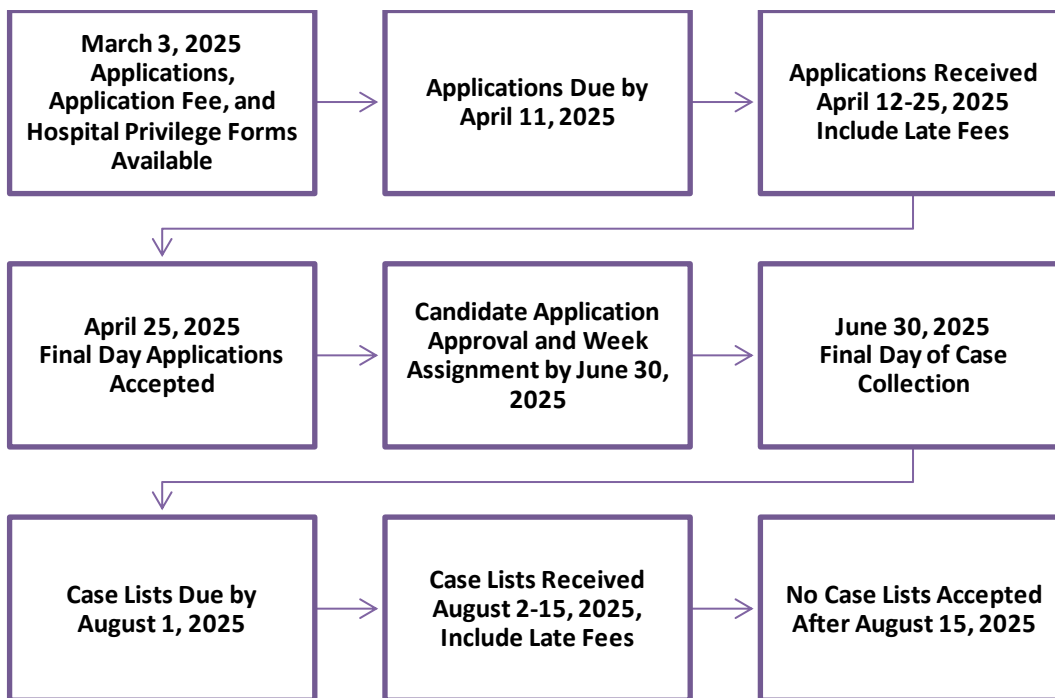 March 3, 2025
Applications,
Application Fee, and
Hospital Privilege Forms
Available
Applications Due by
April 11, 2025
Applications Received
April 12-25, 2025
Include Late Fees
April 25, 2025
Final Day Applications
Accepted
Candidate Application
Approval and Week
Assignment by June 30,
2025
June 30, 2025
Final Day of Case
Collection
Case Lists Due by
August 1, 2025
Case Lists Received
August 2-15, 2025,
Include Late Fees
No Case Lists Accepted
After August 15, 2025